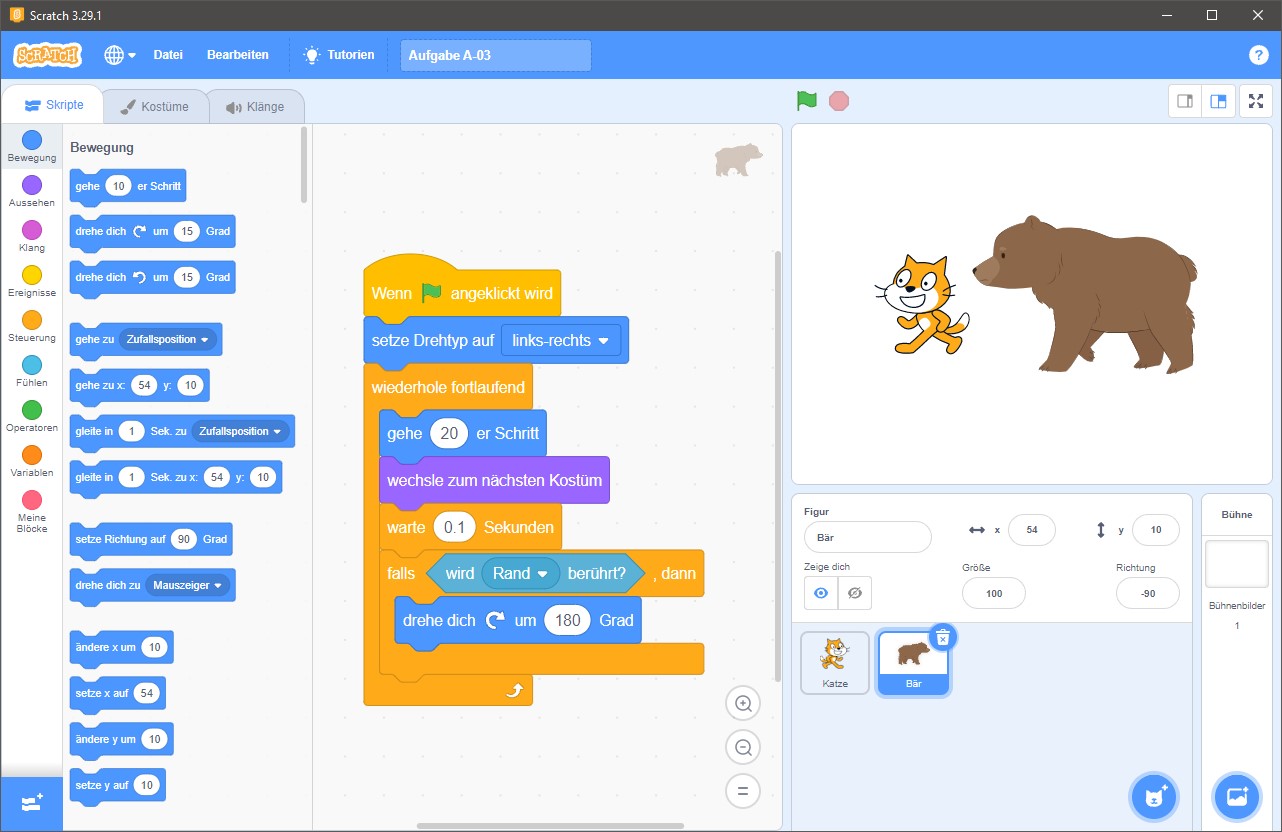 Scratch 3.29.1
SCRATCH Datei Bearbeiten Tutorien Aufgabe A-03 ?
Skripte Kostüme Klänge
Bewegung
Aussehen
Klang
Ereignisse
Steuerung
Fühlen
Operatoren
Variablen
Meine
Blöcke
Bewegung
gehe 10 er Schritt
drehe dich um 15 Grad
drehe dich um 15 Grad
gehe zu Zufallsposition
gehe zu x: 54 y: 10
gleite in 1 Sek. zu Zufallsposition
gleite in 1 Sek. zu x: 54 y: 10
setze Richtung auf 90 Grad
drehe dich zu Mauszeiger
ändere x um 10
setze x auf 54
ändere y um 10
setze y auf 10
Wenn angeklickt wird
setze Drehtyp auf links-rechts
wiederhole fortlaufend
gehe 20 er Schritt
wechsle zum nächsten Kostüm
warte 0.1 Sekunden
falls wird Rand berührt? , dann
drehe dich um 180 Grad
Figur
Bär x 54 y 10
Zeige dich Größe Richtung
100 -90
Katze Bär
Bühne
Bühnenbilder
1